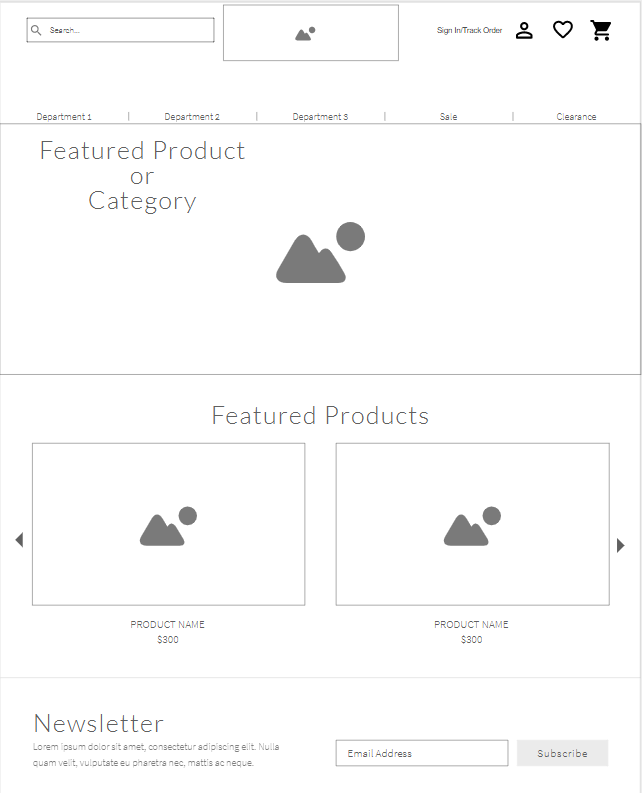 Search...
Sign In/Track Order
Department 1 | Department 2 | Department 3 | Sale | Clearance
Featured Product
or
Category
Featured Products
PRODUCT NAME
$300
PRODUCT NAME
$300
Newsletter
Lorem ipsum dolor sit amet, consectetur adipiscing elit. Nulla
quam velit, vulputate eu pharetra nec, mattis ac neque.
Email Address
Subscribe